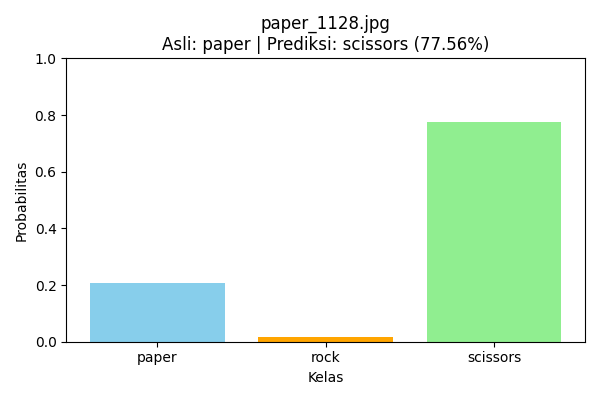 paper_1128.jpg
Asli: paper | Prediksi: scissors (77.56%)
1.0
0.8
0.6
0.4
0.2
0.0
Probabilitas
paper
rock
scissors
Kelas